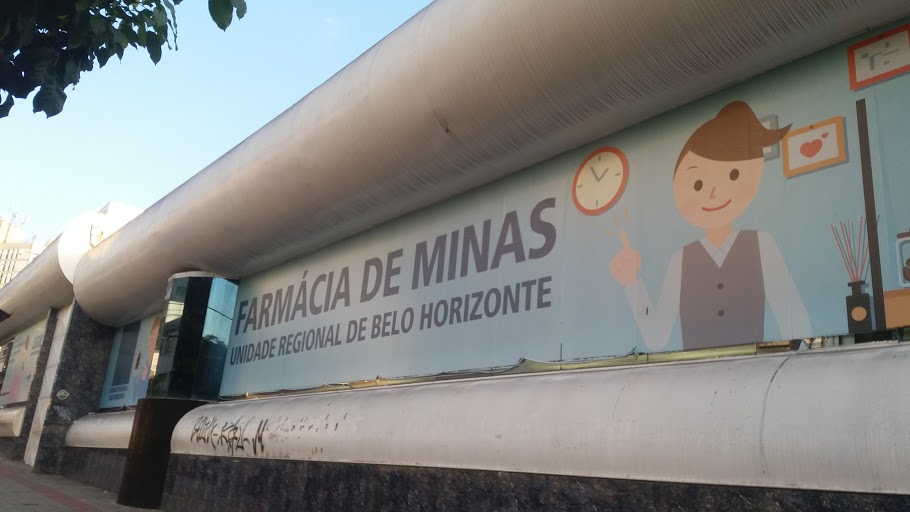 FARMÁCIA DE MINAS
UNIDADE REGIONAL DE BELO HORIZONTE